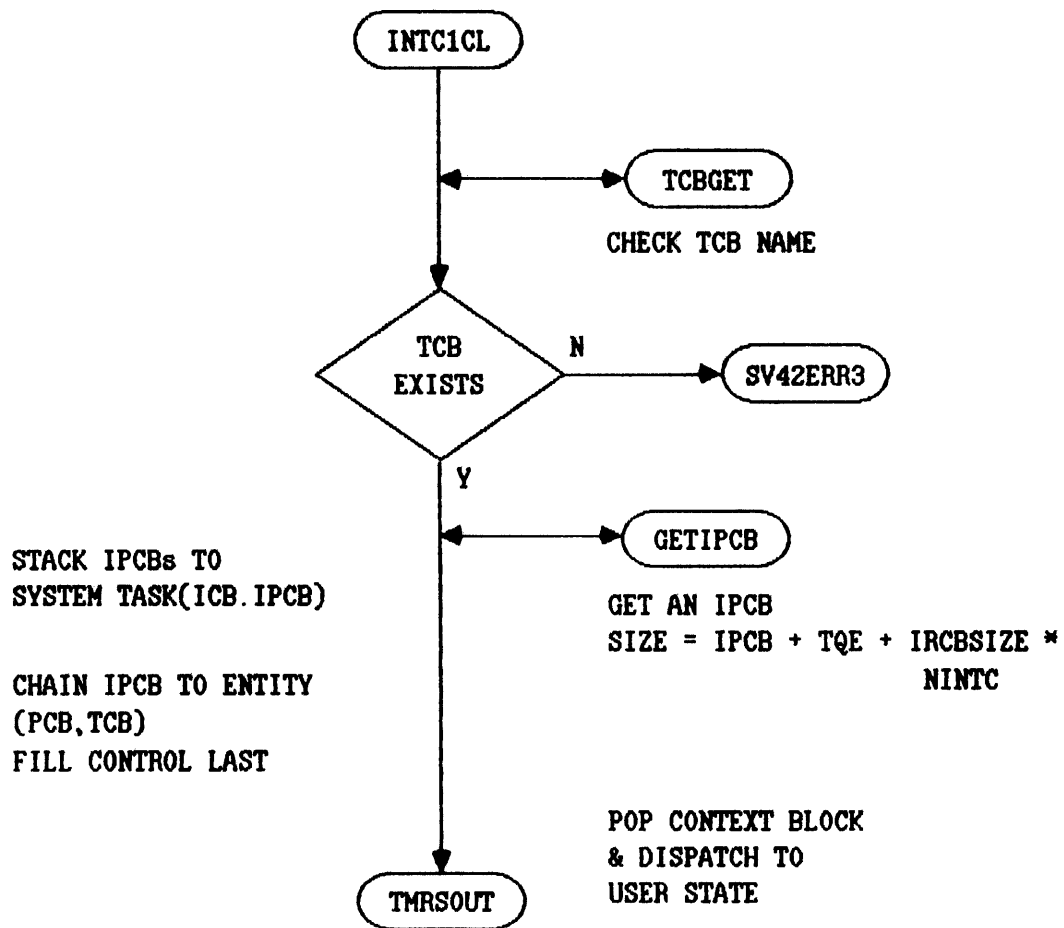 INTC1CL
TCBGET
CHECK TCB NAME
TCB
EXISTS
N
SV42ERR3
Y
GETIPCB
STACK IPCBs TO
SYSTEM TASK(ICB.IPCB)
GET AN IPCB
SIZE = IPCB + TQE + IRCBSIZE *
NINTC
CHAIN IPCB TO ENTITY
(PCB,TCB)
FILL CONTROL LAST
POP CONTEXT BLOCK
& DISPATCH TO
USER STATE
TMRSOUT